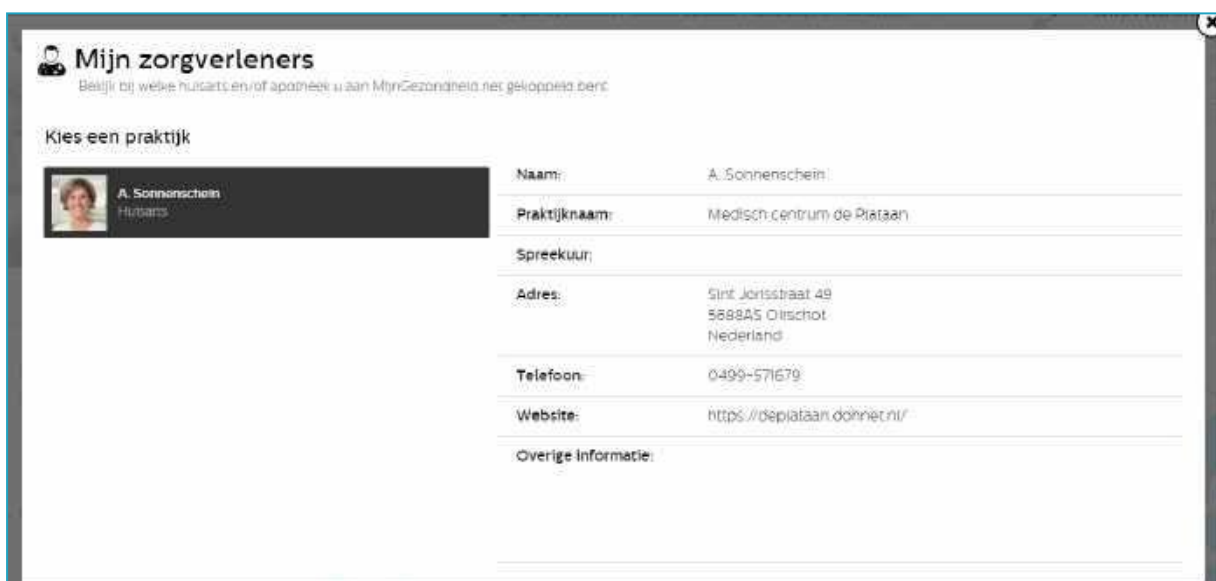 Mijn zorgverleners
Bekijk bij welke huisarts en/of apotheek u aan MijnGezondheid.net gekoppeld bent
Kies een praktijk
A. Sonnenschein
Huisarts
Naam: A. Sonnenschein
Praktijknaam: Medisch centrum de Plataan
Spreekuur:
Adres: Sint Jorisstraat 49
5688AS Oirschot
Nederland
Telefoon: 0499-571679
Website: https://deplataan.dohnet.nl/
Overige informatie: